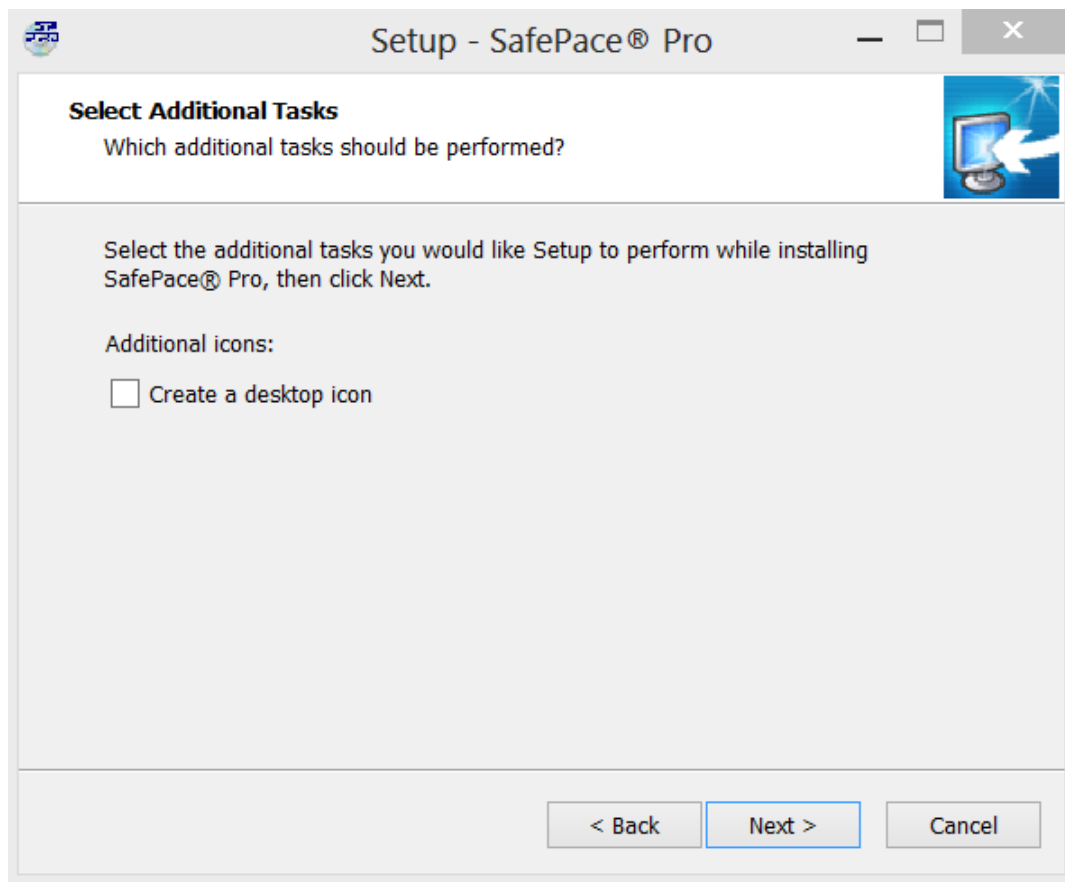 Setup - SafePace® Pro
Select Additional Tasks
Which additional tasks should be performed?
Select the additional tasks you would like Setup to perform while installing
SafePace® Pro, then click Next.
Additional icons:
Create a desktop icon
< Back
Next >
Cancel